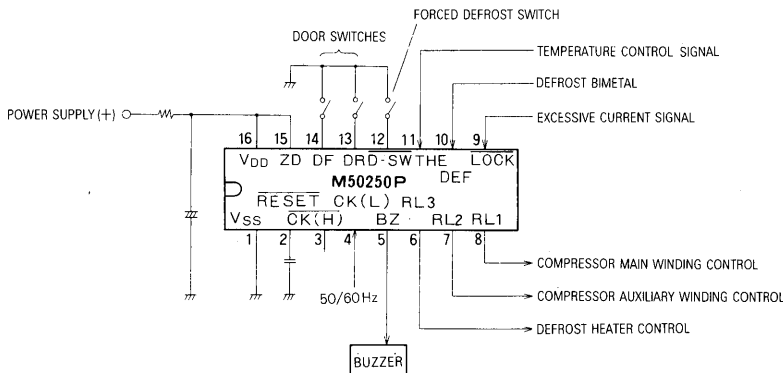 FORCED DEFROST SWITCH
DOOR SWITCHES
TEMPERATURE CONTROL SIGNAL
DEFROST BIMETAL
POWER SUPPLY (+)
EXCESSIVE CURRENT SIGNAL
16 15 14 13 12 11 10 9
VDD ZD DF DR D-SW THE LOCK
DEF
M50250P
RESET CK(L) RL3
VSS CK(H) BZ RL2 RL1
1 2 3 4 5 6 7 8
COMPRESSOR MAIN WINDING CONTROL
50/60Hz
COMPRESSOR AUXILIARY WINDING CONTROL
DEFROST HEATER CONTROL
BUZZER